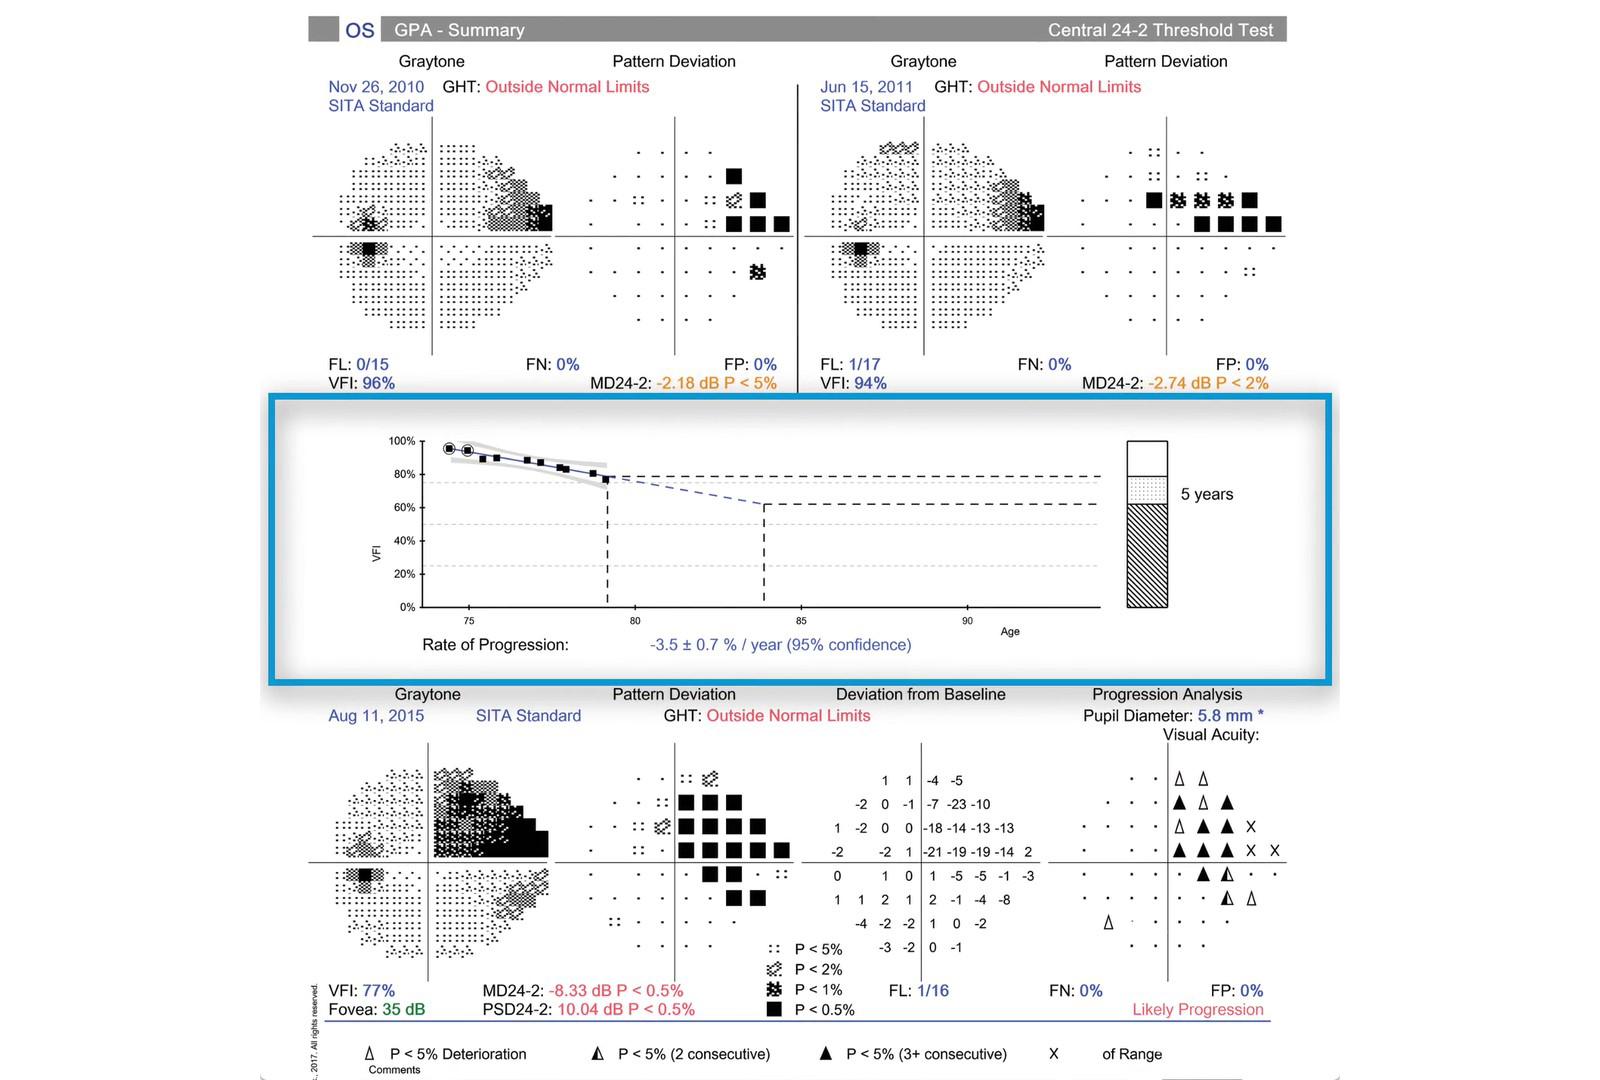 OS GPA - Summary Central 24-2 Threshold Test
Graytone Pattern Deviation Graytone Pattern Deviation
Nov 26, 2010 GHT: Outside Normal Limits Jun 15, 2011 GHT: Outside Normal Limits
SITA Standard SITA Standard
FL: 0/15 FN: 0% FP: 0% FL: 1/17 FN: 0% FP: 0%
VFI: 96% MD24-2: -2.18 dB P < 5% VFI: 94% MD24-2: -2.74 dB P < 2%
100%
80%
5 years
60%
40%
VFI
20%
0%
75 80 85 90
Age
Rate of Progression: -3.5 ± 0.7 % / year (95% confidence)
Graytone Pattern Deviation Deviation from Baseline Progression Analysis
Aug 11, 2015 SITA Standard GHT: Outside Normal Limits Pupil Diameter: 5.8 mm *
Visual Acuity:
1 1 -4 -5
-2 0 -1 -7 -23 -10
1 -2 0 0 -18 -14 -13 -13 X
-2 -2 1 -21 -19 -19 -14 2 X X
0 1 0 1 -5 -5 -1 -3
1 1 2 1 2 -1 -4 -8
-4 -2 -2 1 0 -2
-3 -2 0 -1
P < 5%
P < 2%
P < 1%
P < 0.5%
VFI: 77% MD24-2: -8.33 dB P < 0.5% FL: 1/16 FN: 0% FP: 0%
Fovea: 35 dB PSD24-2: 10.04 dB P < 0.5% Likely Progression
P < 5% Deterioration P < 5% (2 consecutive) P < 5% (3+ consecutive) X of Range
Comments
., 2017. All rights reserved.